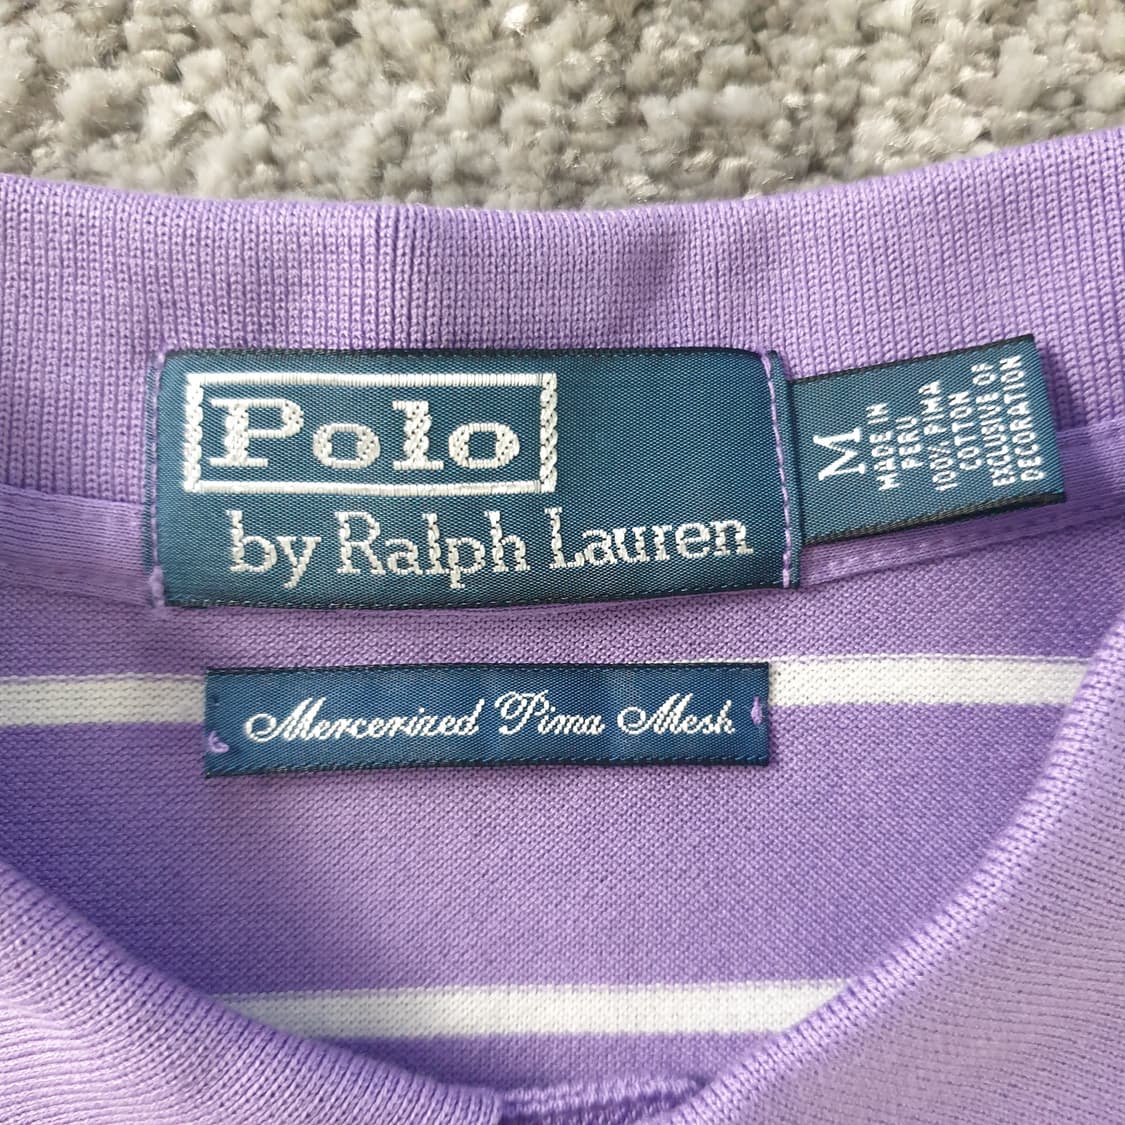 Polo
by Ralph Lauren
M
MADE IN
PERU
100% PIMA
COTTON
EXCLUSIVE OF
DECORATION
Mercerized Pima Mesh